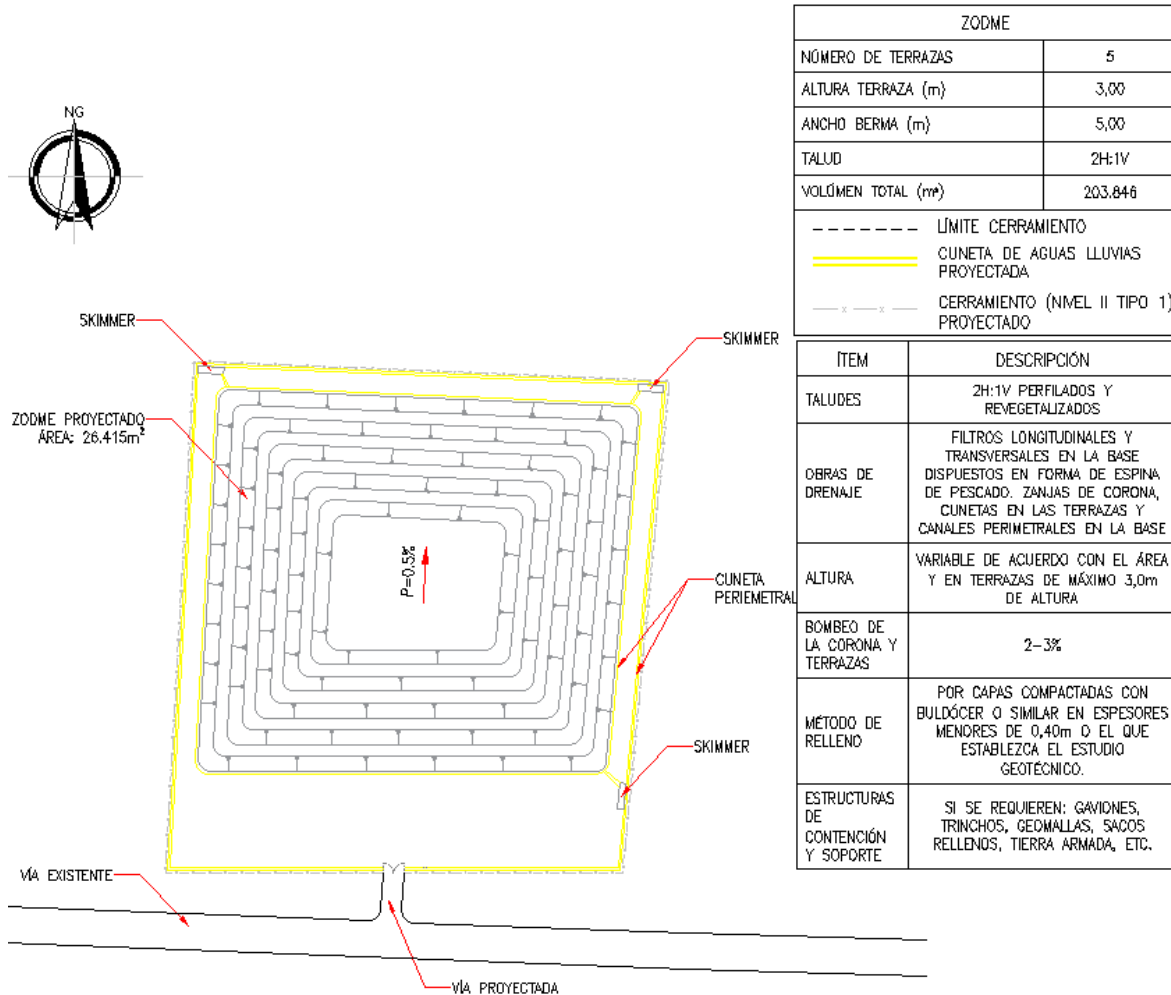 ZODME
NÚMERO DE TERRAZAS 5
ALTURA TERRAZA (m) 3,00
ANCHO BERMA (m) 5,00
TALUD 2H:1V
VOLÚMEN TOTAL (m³) 203.846
LÍMITE CERRAMIENTO
CUNETA DE AGUAS LLUVIAS
PROYECTADA
CERRAMIENTO (NIVEL II TIPO 1)
PROYECTADO
ÍTEM DESCRIPCIÓN
TALUDES
2H:1V PERFILADOS Y
REVEGETALIZADOS
OBRAS DE
DRENAJE
FILTROS LONGITUDINALES Y
TRANSVERSALES EN LA BASE
DISPUESTOS EN FORMA DE ESPINA
DE PESCADO. ZANJAS DE CORONA,
CUNETAS EN LAS TERRAZAS Y
CANALES PERIMETRALES EN LA BASE
ALTURA
VARIABLE DE ACUERDO CON EL ÁREA
Y EN TERRAZAS DE MÁXIMO 3,0m
DE ALTURA
BOMBEO DE
LA CORONA Y
TERRAZAS
2-3%
MÉTODO DE
RELLENO
POR CAPAS COMPACTADAS CON
BULDÓCER O SIMILAR EN ESPESORES
MENORES DE 0,40m O EL QUE
ESTABLEZCA EL ESTUDIO
GEOTÉCNICO.
ESTRUCTURAS
DE
CONTENCIÓN
Y SOPORTE
SI SE REQUIEREN: GAVIONES,
TRINCHOS, GEOMALLAS, SACOS
RELLENOS, TIERRA ARMADA, ETC.
NG
SKIMMER
SKIMMER
ZODME PROYECTADO
ÁREA: 26.415m²
P=0.5%
CUNETA
PERIEMETRAL
SKIMMER
VÍA EXISTENTE
VÍA PROYECTADA